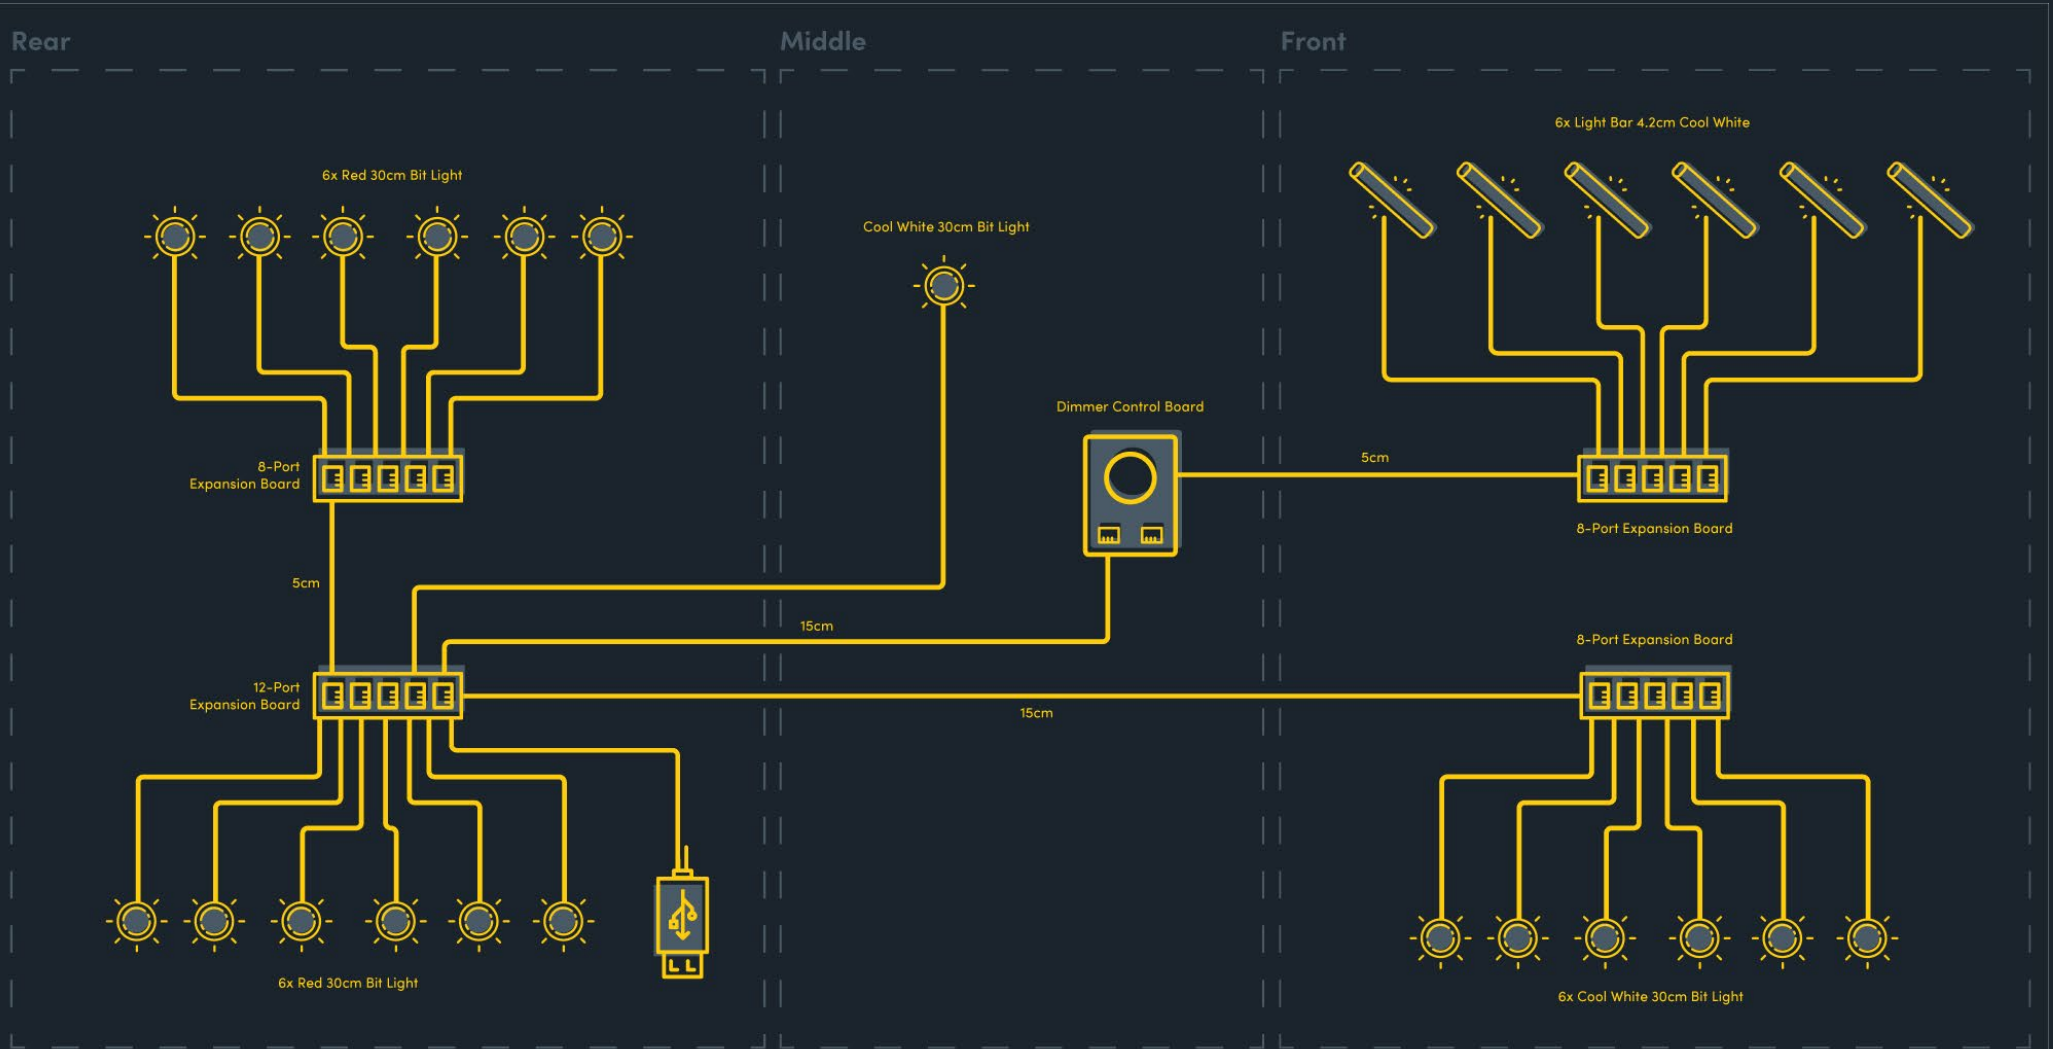 Rear
Middle
Front
6x Red 30cm Bit Light
Cool White 30cm Bit Light
6x Light Bar 4.2cm Cool White
Dimmer Control Board
8-Port
Expansion Board
5cm
8-Port Expansion Board
5cm
15cm
8-Port Expansion Board
12-Port
Expansion Board
15cm
6x Red 30cm Bit Light
6x Cool White 30cm Bit Light